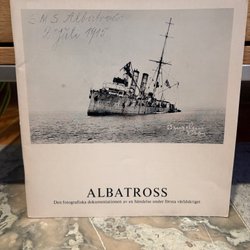 S M S Albatross
2 Juli 1915
ALBATROSS
Den fotografiska dokumentationen av en händelse under första världskriget